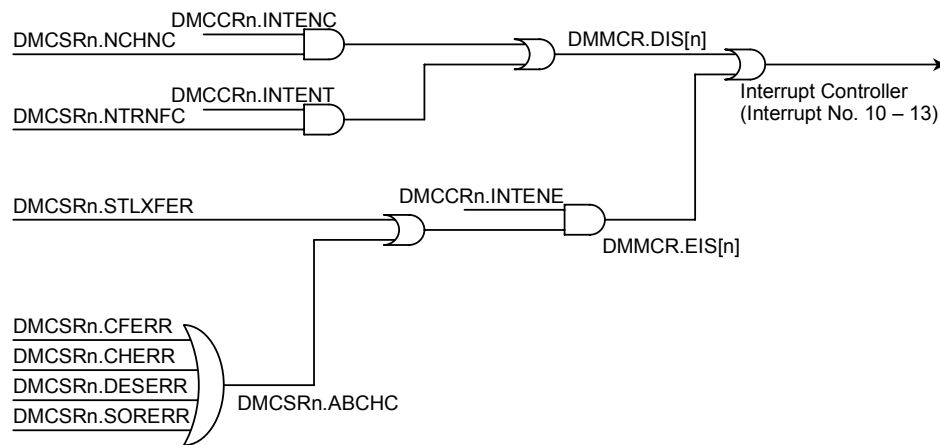 DMCCRn.INTENC
DMCSRn.NCHNC
DMMCR.DIS[n]
Interrupt Controller
(Interrupt No. 10 – 13)
DMCCRn.INTENT
DMCSRn.NTRNFC
DMCCRn.INTENE
DMCSRn.STLXFER
DMMCR.EIS[n]
DMCSRn.CFERR
DMCSRn.CHERR
DMCSRn.DESERR
DMCSRn.SORERR
DMCSRn.ABCHC